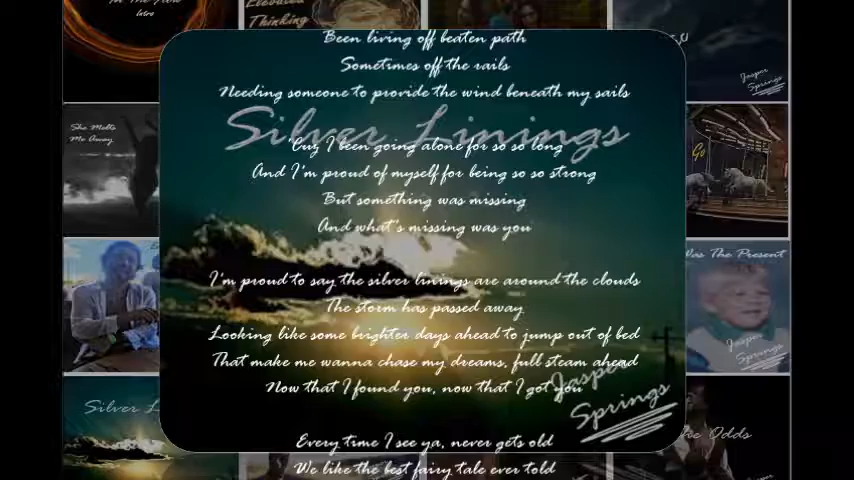 In The Flow
Intro
Elevated
Thinking
Been living off beaten path
Sometimes off the rails
Needing someone to provide the wind beneath my sails
Silver Linings
'Cuz I been going alone for so so long
And I'm proud of myself for being so so strong
But something was missing
And what's missing was you
I'm proud to say the silver linings are around the clouds
The storm has passed away
Looking like some brighter days ahead to jump out of bed
That make me wanna chase my dreams, full steam ahead
Now that I found you, now that I got you
Jasper
Springs
Every time I see ya, never gets old
We like the best fairy tale ever told
She Melts
Me Away
Silver L
Jasper
Springs
Go
Was The Present
Jasper
Springs
Odds